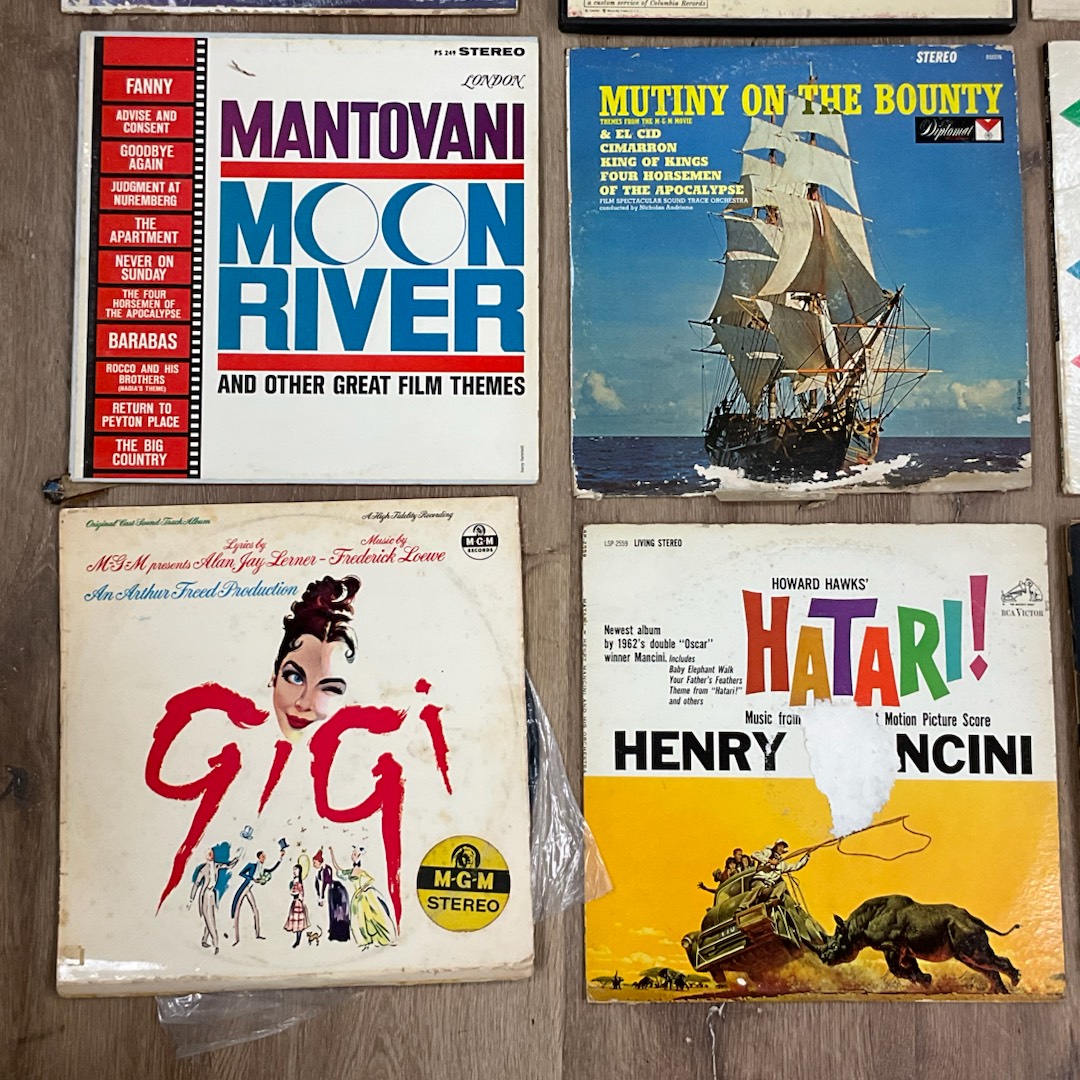 a custom service of Columbia Records
PS 249 STEREO
LONDON
MANTOVANI
MOON
RIVER
AND OTHER GREAT FILM THEMES
FANNY
ADVISE AND
CONSENT
GOODBYE
AGAIN
JUDGMENT AT
NUREMBERG
THE
APARTMENT
NEVER ON
SUNDAY
THE FOUR
HORSEMEN OF
THE APOCALYPSE
BARABAS
ROCCO AND HIS
BROTHERS
(NADIA'S THEME)
RETURN TO
PEYTON PLACE
THE BIG
COUNTRY
STEREO
MUTINY ON THE BOUNTY
THEMES FROM THE M-G-M MOVIE
Diplomat
& EL CID
CIMARRON
KING OF KINGS
FOUR HORSEMEN
OF THE APOCALYPSE
FILM SPECTACULAR SOUND TRACK ORCHESTRA
conducted by Nicholas Andriano
Original Cast Sound Track Album
A High Fidelity Recording
M-G-M
RECORDS
Lyrics by
Music by
M-G-M presents Alan Jay Lerner - Frederick Loewe
An Arthur Freed Production
GiGi
M-G-M
STEREO
LSP-2559 LIVING STEREO
HOWARD HAWKS'
HATARI!
RCA VICTOR
Newest album
by 1962's double "Oscar"
winner Mancini. Includes
Baby Elephant Walk
Your Father's Feathers
Theme from "Hatari!"
and others
Music from t Motion Picture Score
HENRY NCINI